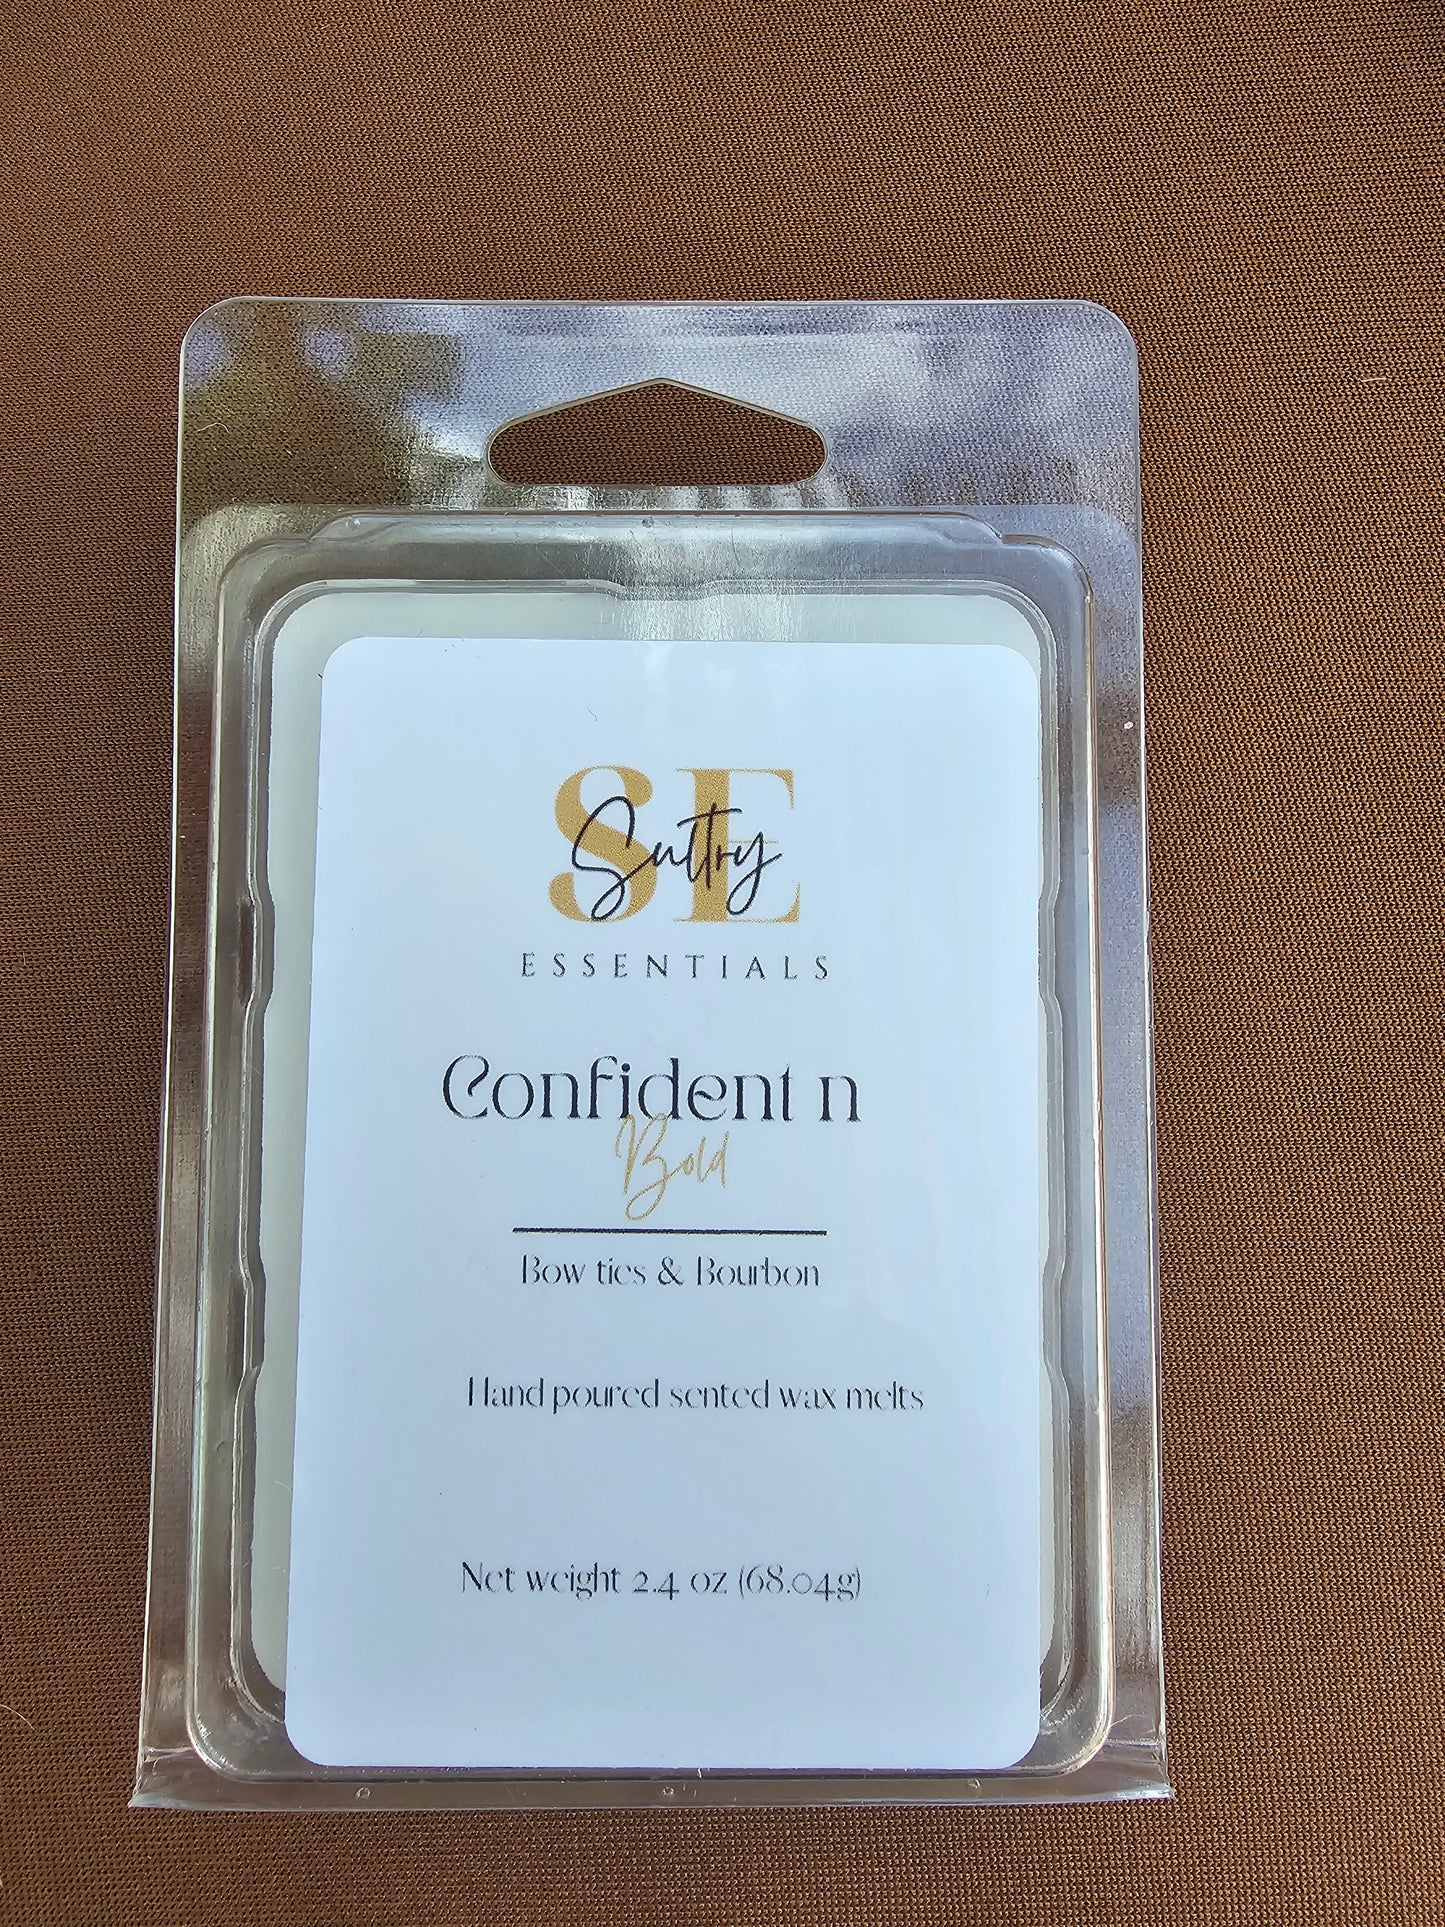 SE
Sultry
ESSENTIALS
Confident n
Bold
Bow ties & Bourbon
Hand poured sented wax melts
Net weight 2.4 oz (68.04g)